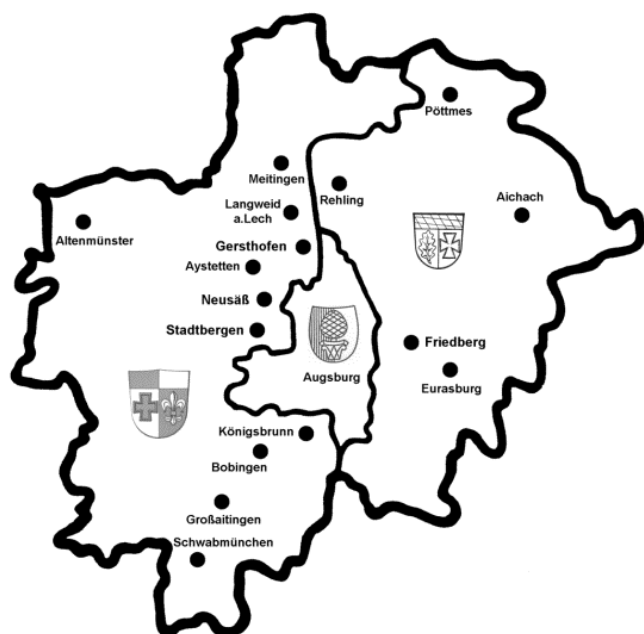 Pöttmes
Meitingen
Rehling
Aichach
Langweid
a.Lech
Altenmünster
Gersthofen
Aystetten
Neusäß
Stadtbergen
Friedberg
Augsburg
Eurasburg
Königsbrunn
Bobingen
Großaitingen
Schwabmünchen